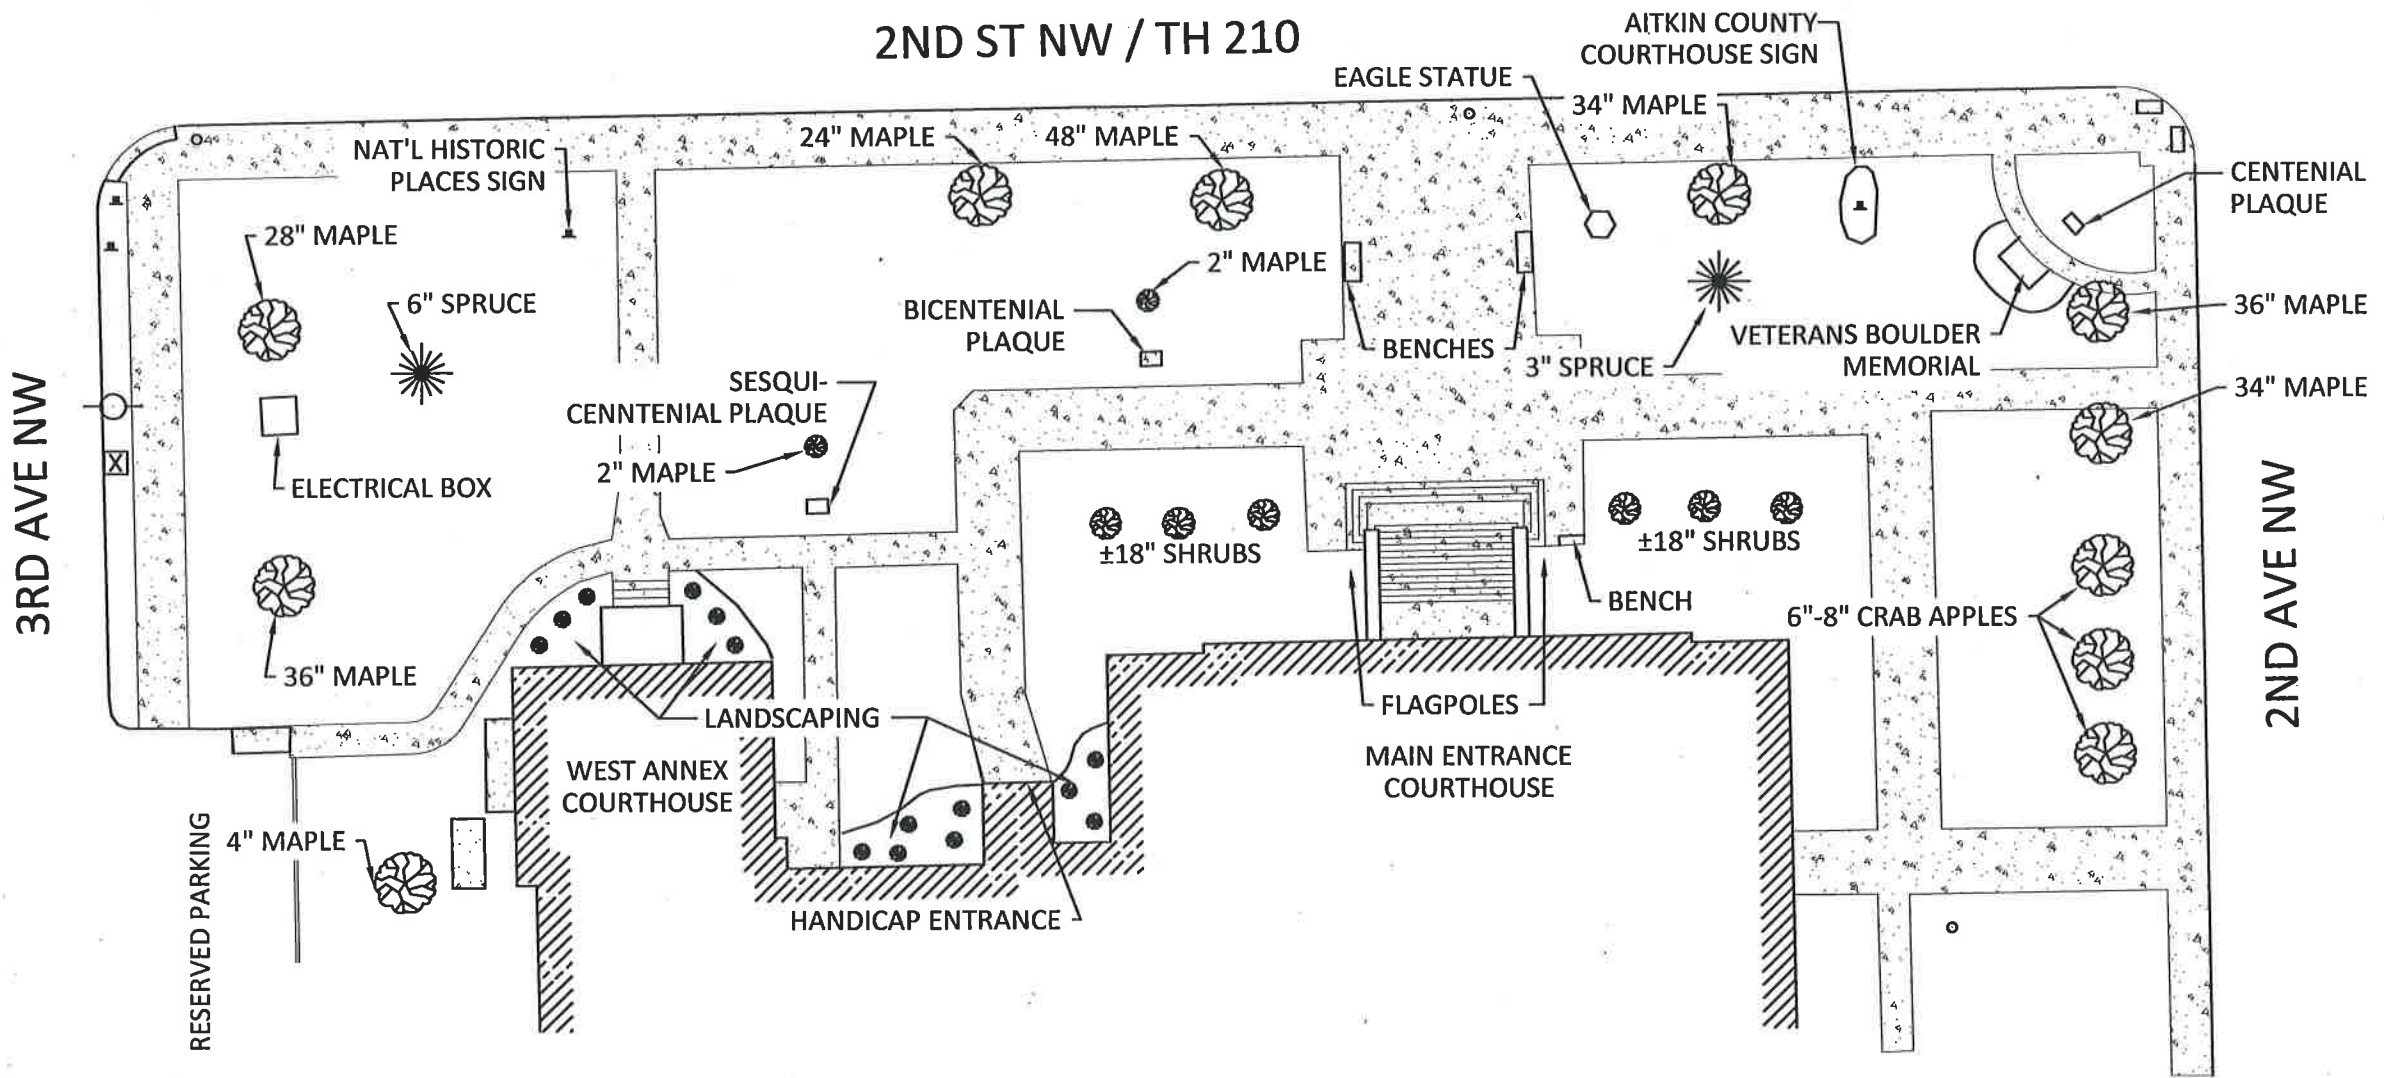 2ND ST NW / TH 210
AITKIN COUNTY
COURTHOUSE SIGN
EAGLE STATUE
34" MAPLE
24" MAPLE
48" MAPLE
NAT'L HISTORIC
PLACES SIGN
CENTENIAL
PLAQUE
28" MAPLE
2" MAPLE
6" SPRUCE
BICENTENIAL
PLAQUE
36" MAPLE
BENCHES
VETERANS BOULDER
MEMORIAL
3" SPRUCE
SESQUI-
CENNTENIAL PLAQUE
34" MAPLE
3RD AVE NW
X
2" MAPLE
ELECTRICAL BOX
±18" SHRUBS
±18" SHRUBS
BENCH
6"-8" CRAB APPLES
2ND AVE NW
36" MAPLE
LANDSCAPING
FLAGPOLES
WEST ANNEX
COURTHOUSE
MAIN ENTRANCE
COURTHOUSE
4" MAPLE
RESERVED PARKING
HANDICAP ENTRANCE